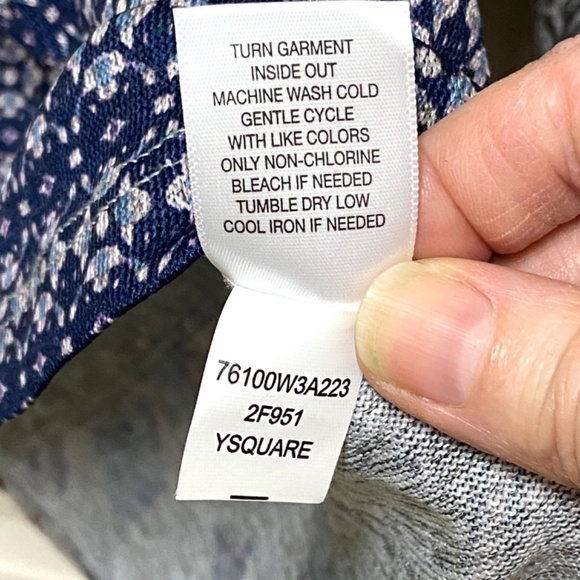 TURN GARMENT
INSIDE OUT
MACHINE WASH COLD
GENTLE CYCLE
WITH LIKE COLORS
ONLY NON-CHLORINE
BLEACH IF NEEDED
TUMBLE DRY LOW
COOL IRON IF NEEDED
76100W3A223
2F951
YSQUARE